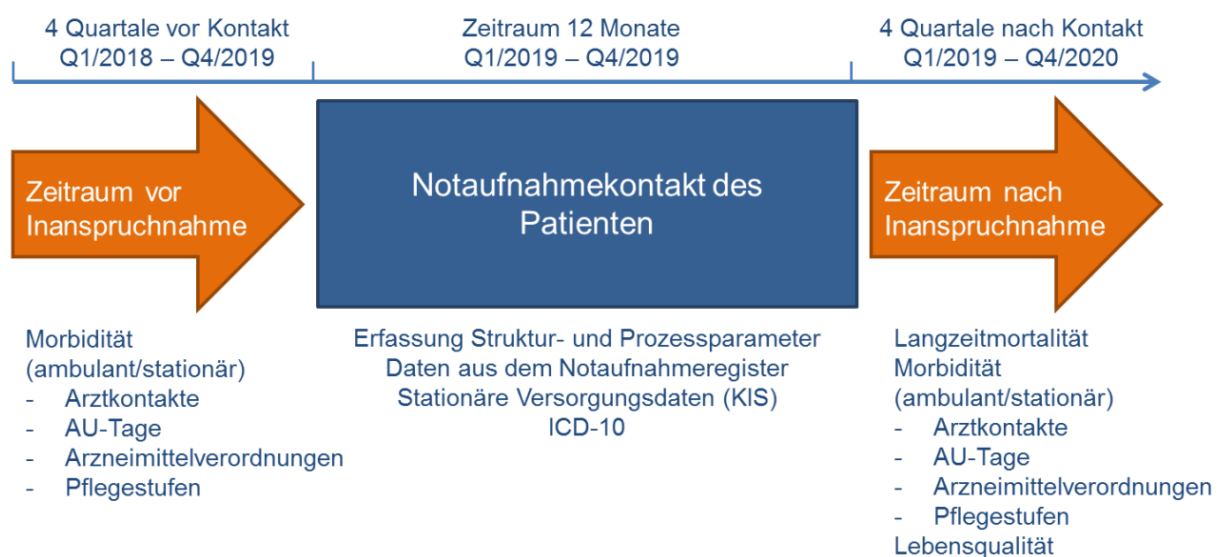 4 Quartale vor Kontakt
Q1/2018 – Q4/2019
Zeitraum 12 Monate
Q1/2019 – Q4/2019
4 Quartale nach Kontakt
Q1/2019 – Q4/2020
Zeitraum vor
Inanspruchnahme
Notaufnahmekontakt des
Patienten
Zeitraum nach
Inanspruchnahme
Morbidität
(ambulant/stationär)
- Arztkontakte
- AU-Tage
- Arzneimittelverordnungen
- Pflegestufen
Erfassung Struktur- und Prozessparameter
Daten aus dem Notaufnahmeregister
Stationäre Versorgungsdaten (KIS)
ICD-10
Langzeitmortalität
Morbidität
(ambulant/stationär)
- Arztkontakte
- AU-Tage
- Arzneimittelverordnungen
- Pflegestufen
Lebensqualität